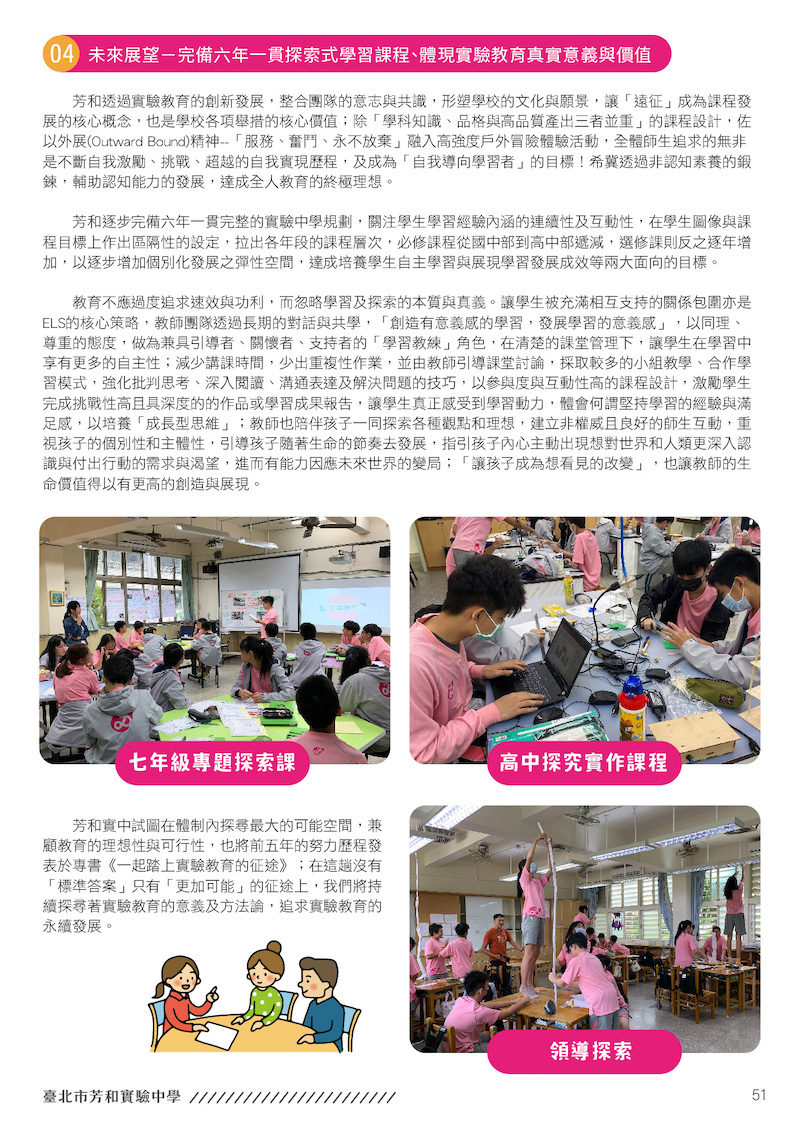 04 未來展望－完備六年一貫探索式學習課程、體現實驗教育真實意義與價值
芳和透過實驗教育的創新發展，整合團隊的意志與共識，形塑學校的文化與願景，讓「遠征」成為課程發
展的核心概念，也是學校各項舉措的核心價值；除「學科知識、品格與高品質產出三者並重」的課程設計，佐
以外展(Outward Bound)精神--「服務、奮鬥、永不放棄」融入高強度戶外冒險體驗活動，全體師生追求的無非
是不斷自我激勵、挑戰、超越的自我實現歷程，及成為「自我導向學習者」的目標！希冀透過非認知素養的鍛
鍊，輔助認知能力的發展，達成全人教育的終極理想。
芳和逐步完備六年一貫完整的實驗中學規劃，關注學生學習經驗內涵的連續性及互動性，在學生圖像與課
程目標上作出區隔性的設定，拉出各年段的課程層次，必修課程從國中部到高中部遞減，選修課則反之逐年增
加，以逐步增加個別化發展之彈性空間，達成培養學生自主學習與展現學習發展成效等兩大面向的目標。
教育不應過度追求速效與功利，而忽略學習及探索的本質與真義。讓學生被充滿相互支持的關係包圍亦是
ELS的核心策略，教師團隊透過長期的對話與共學，「創造有意義感的學習，發展學習的意義感」，以同理、
尊重的態度，做為兼具引導者、關懷者、支持者的「學習教練」角色，在清楚的課堂管理下，讓學生在學習中
享有更多的自主性；減少講課時間，少出重複性作業，並由教師引導課堂討論，採取較多的小組教學、合作學
習模式，強化批判思考、深入閱讀、溝通表達及解決問題的技巧，以參與度與互動性高的課程設計，激勵學生
完成挑戰性高且具深度的的作品或學習成果報告，讓學生真正感受到學習動力，體會何謂堅持學習的經驗與滿
足感，以培養「成長型思維」；教師也陪伴孩子一同探索各種觀點和理想，建立非權威且良好的師生互動，重
視孩子的個別性和主體性，引導孩子隨著生命的節奏去發展，指引孩子內心主動出現想對世界和人類更深入認
識與付出行動的需求與渴望，進而有能力因應未來世界的變局；「讓孩子成為想看見的改變」，也讓教師的生
命價值得以有更高的創造與展現。
七年級專題探索課
高中探究實作課程
芳和實中試圖在體制內探尋最大的可能空間，兼
顧教育的理想性與可行性，也將前五年的努力歷程發
表於專書《一起踏上實驗教育的征途》；在這趟沒有
「標準答案」只有「更加可能」的征途上，我們將持
續探尋著實驗教育的意義及方法論，追求實驗教育的
永續發展。
領導探索
臺北市芳和實驗中學
51